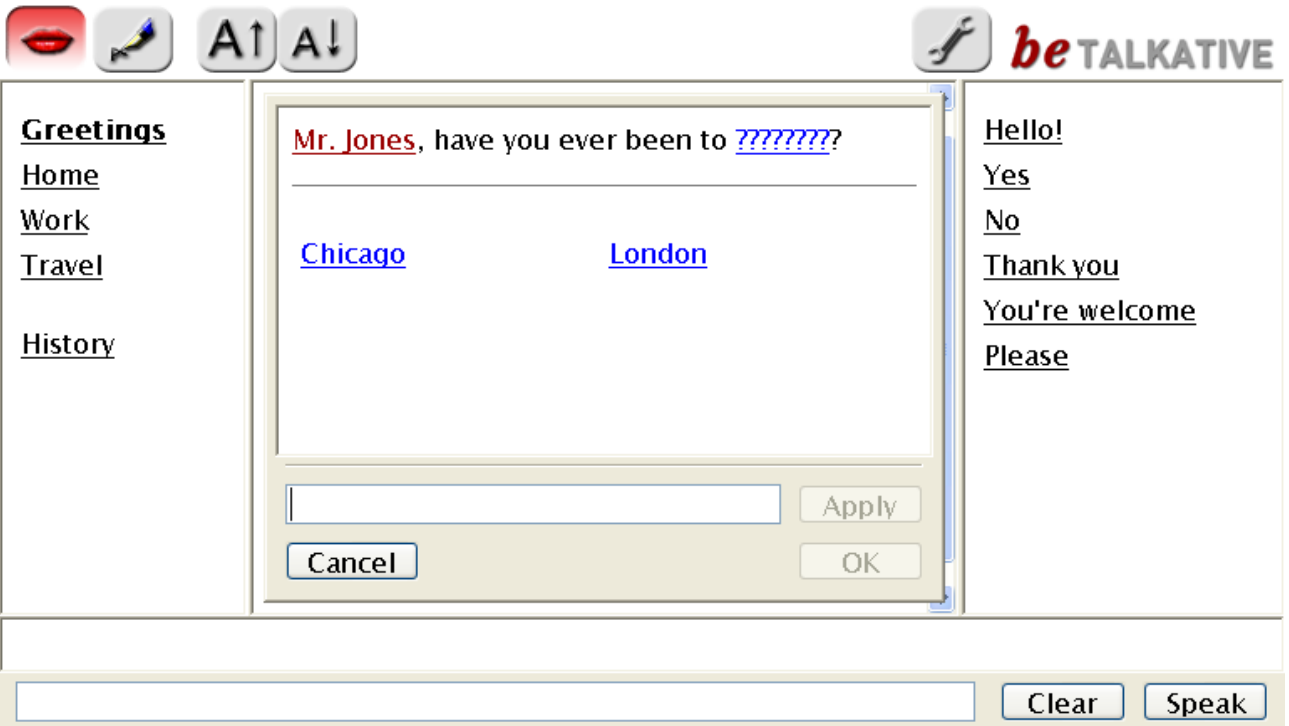 A↑ A↓
be TALKATIVE
Greetings
Home
Work
Travel
History
Mr. Jones, have you ever been to ?????????
Chicago London
Apply
Cancel OK
Hello!
Yes
No
Thank you
You're welcome
Please
Clear Speak